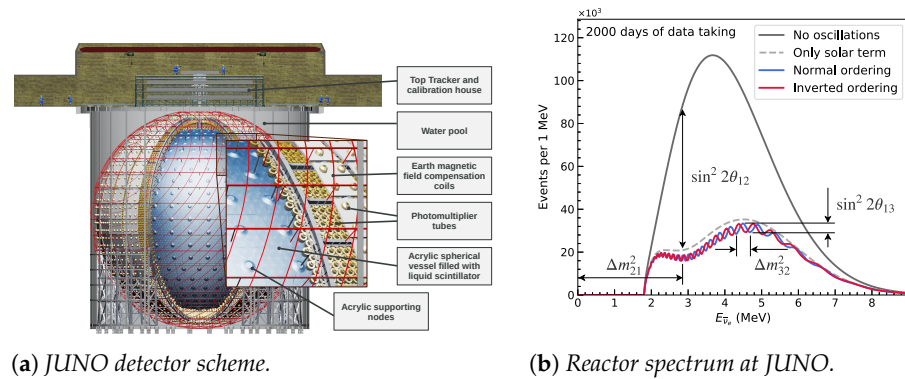 Top Tracker and
calibration house
Water pool
Earth magnetic
field compensation
coils
Photomultiplier
tubes
Acrylic spherical
vessel filled with
liquid scintillator
Acrylic supporting
nodes
(a) JUNO detector scheme.
×10³
2000 days of data taking
No oscillations
Only solar term
Normal ordering
Inverted ordering
Events per 1 MeV
120
100
80
60
40
20
0
sin² 2θ₁₂
sin² 2θ₁₃
Δm²₂₁
Δm²₃₂
0 1 2 3 4 5 6 7 8
E_ν̄ₑ (MeV)
(b) Reactor spectrum at JUNO.